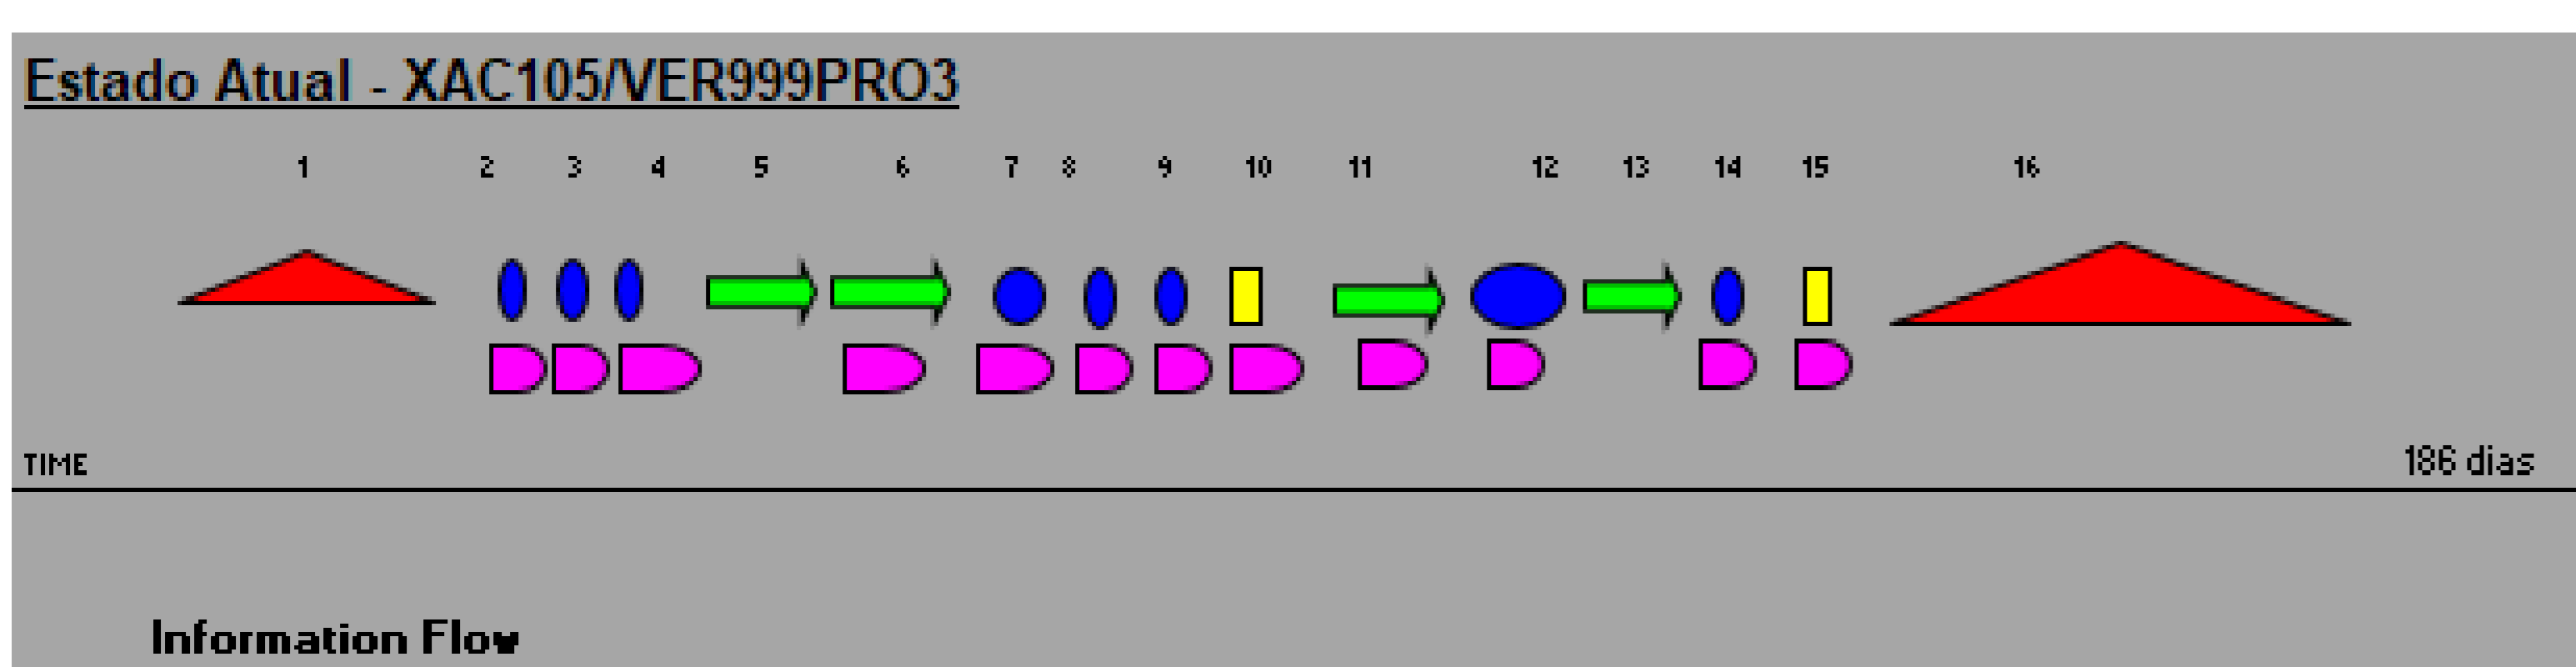 Estado Atual - XAC105/VER999PRO3
1 2 3 4 5 6 7 8 9 10 11 12 13 14 15 16
TIME 186 dias
Information Flow